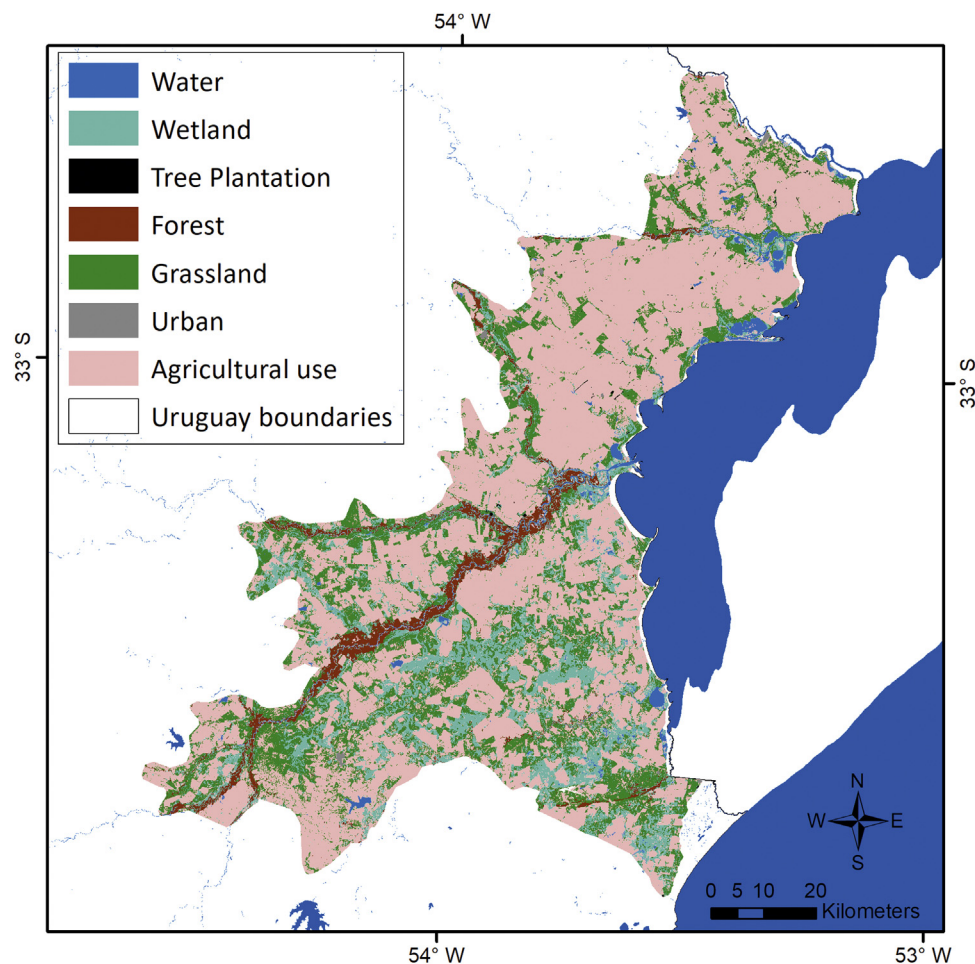 54° W
Water
Wetland
Tree Plantation
Forest
Grassland
Urban
Agricultural use
Uruguay boundaries
33° S
33° S
N
W E
S
0 5 10 20
Kilometers
54° W
53° W